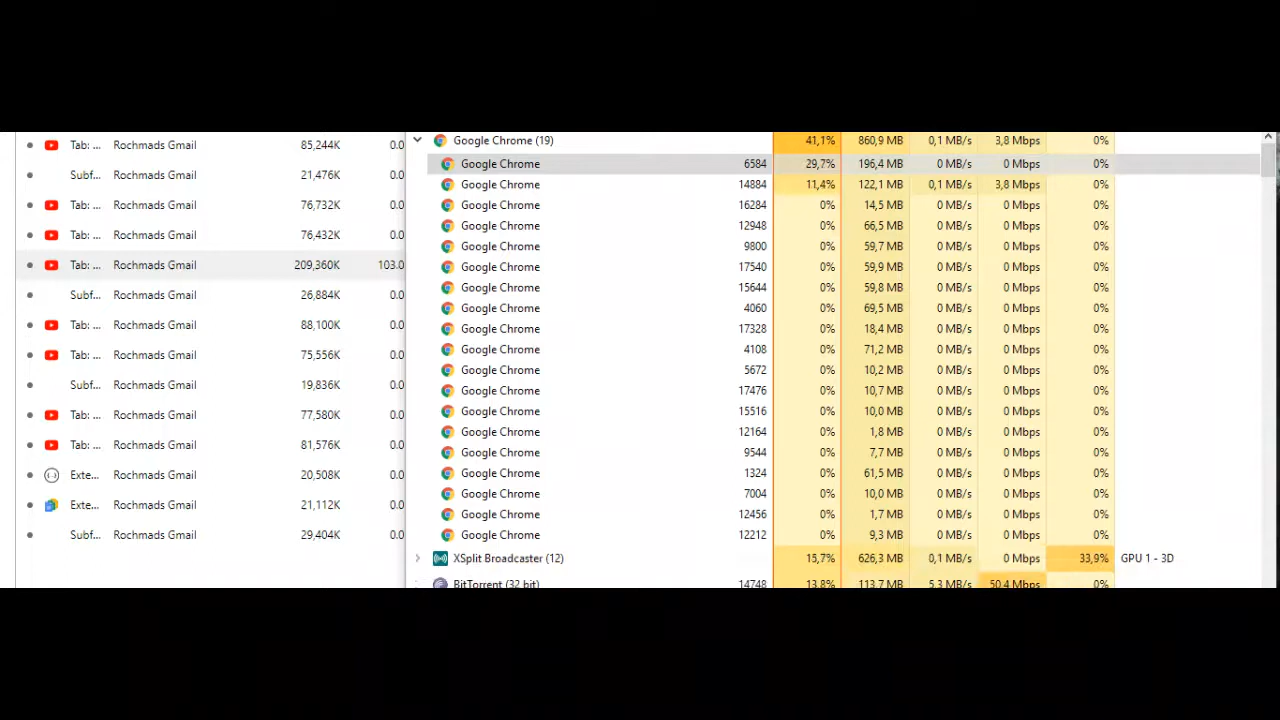 Tab: ... Rochmads Gmail 85,244K
Subf... Rochmads Gmail 21,476K
Tab: ... Rochmads Gmail 76,732K
Tab: ... Rochmads Gmail 76,432K
Tab: ... Rochmads Gmail 209,360K 103.0
Subf... Rochmads Gmail 26,884K 0.0
Tab: ... Rochmads Gmail 88,100K 0.0
Tab: ... Rochmads Gmail 75,556K 0.0
Subf... Rochmads Gmail 19,836K 0.0
Tab: ... Rochmads Gmail 77,580K 0.0
Tab: ... Rochmads Gmail 81,576K 0.0
Exte... Rochmads Gmail 20,508K 0.0
Exte... Rochmads Gmail 21,112K 0.0
Subf... Rochmads Gmail 29,404K 0.0
Google Chrome (19) 41,1% 860,9 MB 0,1 MB/s 3,8 Mbps 0%
Google Chrome 6584 29,7% 196,4 MB 0 MB/s 0 Mbps 0%
Google Chrome 14884 11,4% 122,1 MB 0,1 MB/s 3,8 Mbps 0%
Google Chrome 16284 0% 14,5 MB 0 MB/s 0 Mbps 0%
Google Chrome 12948 0% 66,5 MB 0 MB/s 0 Mbps 0%
Google Chrome 9800 0% 59,7 MB 0 MB/s 0 Mbps 0%
Google Chrome 17540 0% 59,9 MB 0 MB/s 0 Mbps 0%
Google Chrome 15644 0% 59,8 MB 0 MB/s 0 Mbps 0%
Google Chrome 4060 0% 69,5 MB 0 MB/s 0 Mbps 0%
Google Chrome 17328 0% 18,4 MB 0 MB/s 0 Mbps 0%
Google Chrome 4108 0% 71,2 MB 0 MB/s 0 Mbps 0%
Google Chrome 5672 0% 10,2 MB 0 MB/s 0 Mbps 0%
Google Chrome 17476 0% 10,7 MB 0 MB/s 0 Mbps 0%
Google Chrome 15516 0% 10,0 MB 0 MB/s 0 Mbps 0%
Google Chrome 12164 0% 1,8 MB 0 MB/s 0 Mbps 0%
Google Chrome 9544 0% 7,7 MB 0 MB/s 0 Mbps 0%
Google Chrome 1324 0% 61,5 MB 0 MB/s 0 Mbps 0%
Google Chrome 7004 0% 10,0 MB 0 MB/s 0 Mbps 0%
Google Chrome 12456 0% 1,7 MB 0 MB/s 0 Mbps 0%
Google Chrome 12212 0% 9,3 MB 0 MB/s 0 Mbps 0%
XSplit Broadcaster (12) 15,7% 626,3 MB 0,1 MB/s 0 Mbps 33,9% GPU 1 - 3D
BitTorrent (32 bit) 14748 13,8% 113,7 MB 5,3 MB/s 50,4 Mbps 0%